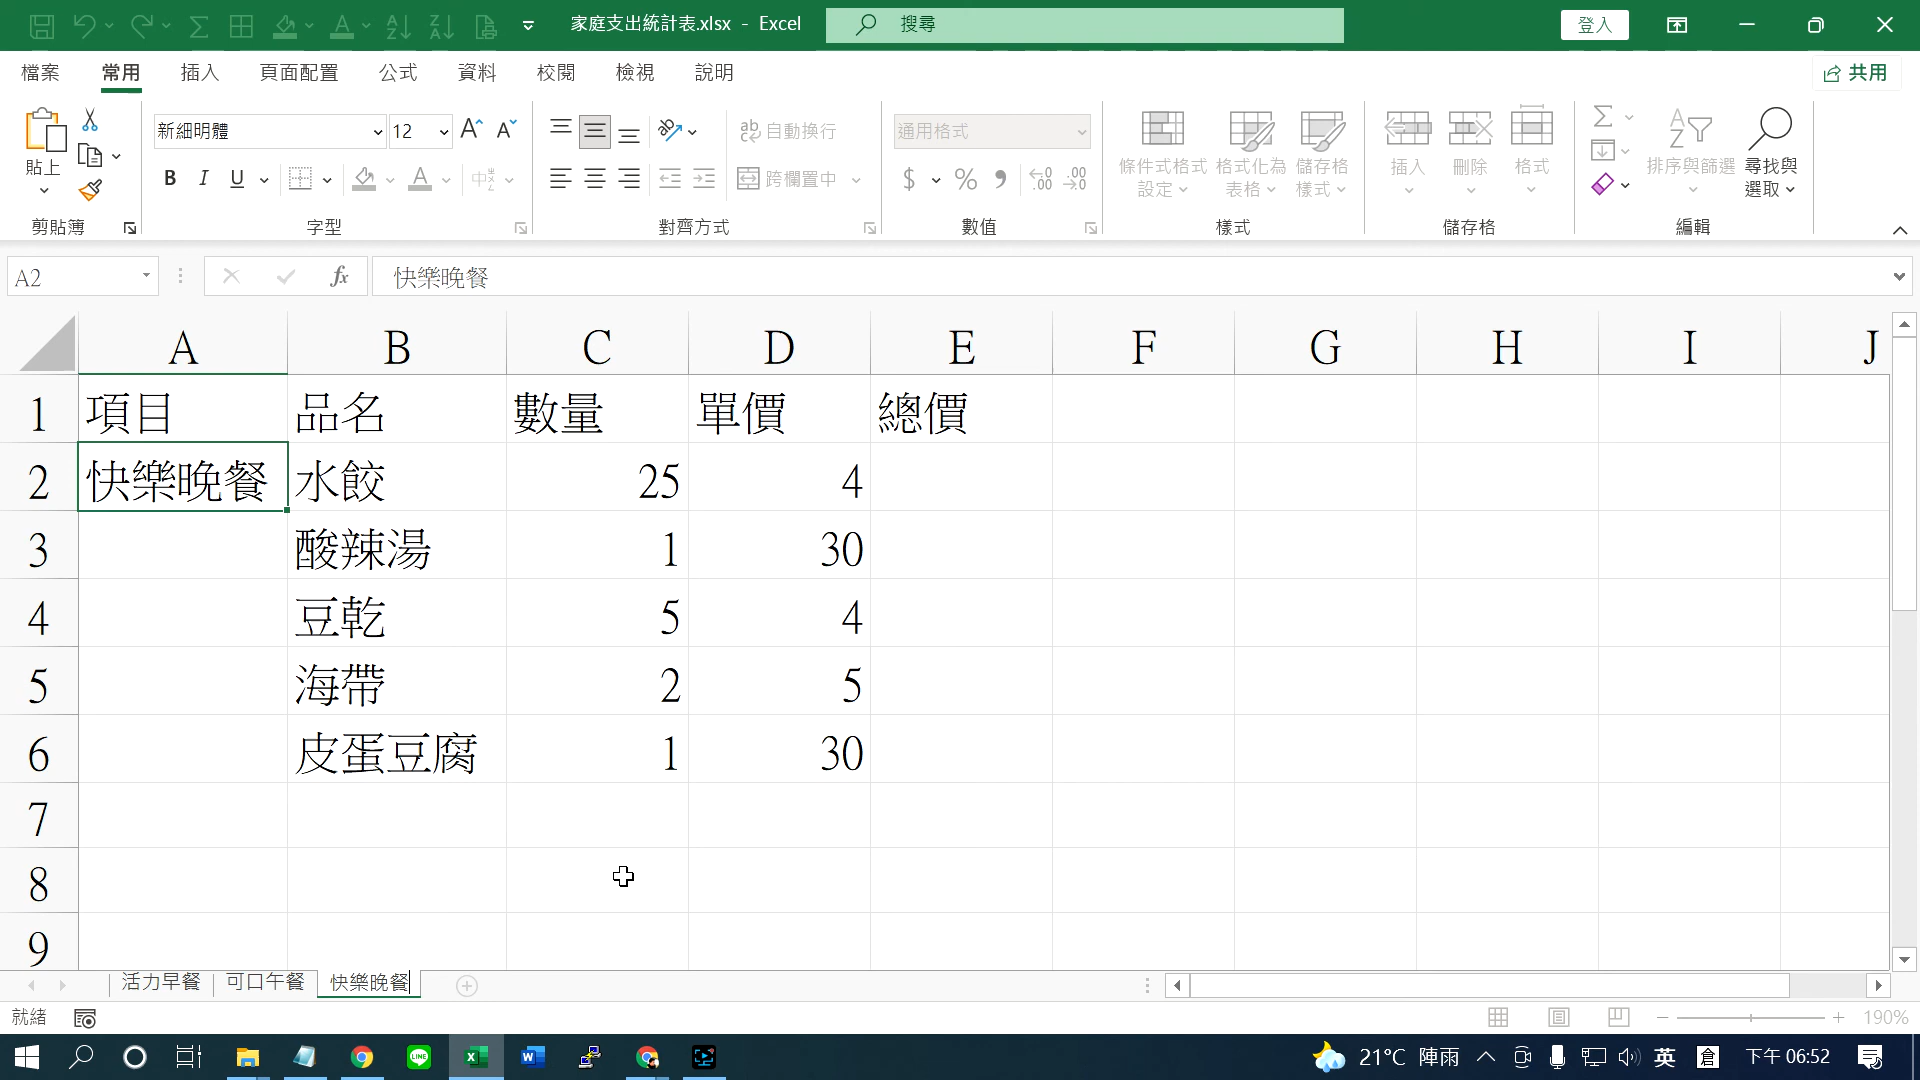 家庭支出統計表.xlsx - Excel
搜尋
登入
檔案 常用 插入 頁面配置 公式 資料 校閱 檢視 說明
共用
貼上
剪貼簿
新細明體 12
B I U
字型
自動換行
跨欄置中
對齊方式
通用格式
$ % , .00 .00
數值
條件式格式設定
格式化為表格
儲存格樣式
樣式
插入 刪除 格式
儲存格
排序與篩選
尋找與選取
編輯
A2 fx 快樂晚餐
A B C D E F G H I J
1 項目 品名 數量 單價 總價
2 快樂晚餐 水餃 25 4
3 酸辣湯 1 30
4 豆乾 5 4
5 海帶 2 5
6 皮蛋豆腐 1 30
7
8
9
活力早餐 可口午餐 快樂晚餐
就緒
190%
21°C 陣雨 英 倉 下午 06:52